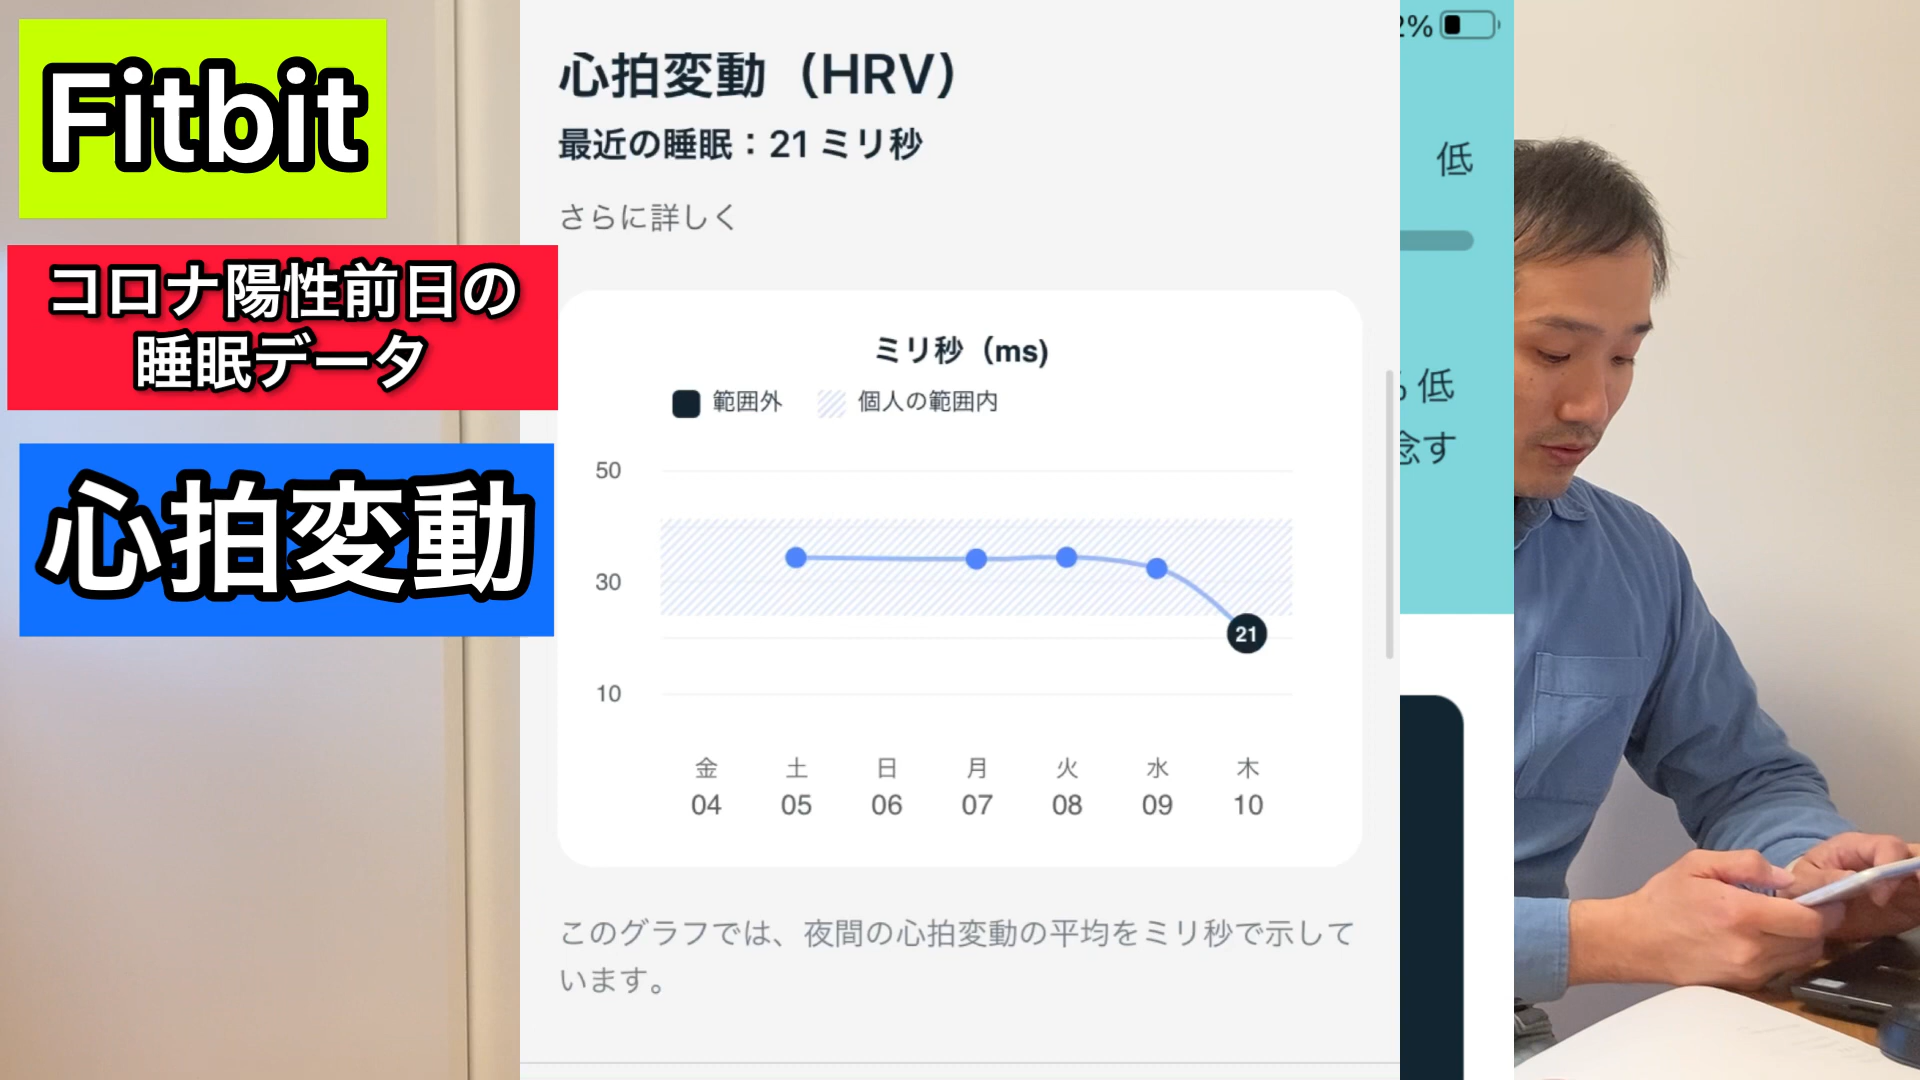 Fitbit
コロナ陽性前日の
睡眠データ
心拍変動
心拍変動（HRV）
最近の睡眠：21 ミリ秒
さらに詳しく
ミリ秒（ms)
範囲外
個人の範囲内
50
30
10
21
金 土 日 月 火 水 木
04 05 06 07 08 09 10
このグラフでは、夜間の心拍変動の平均をミリ秒で示して
います。
2%
低
低
念す